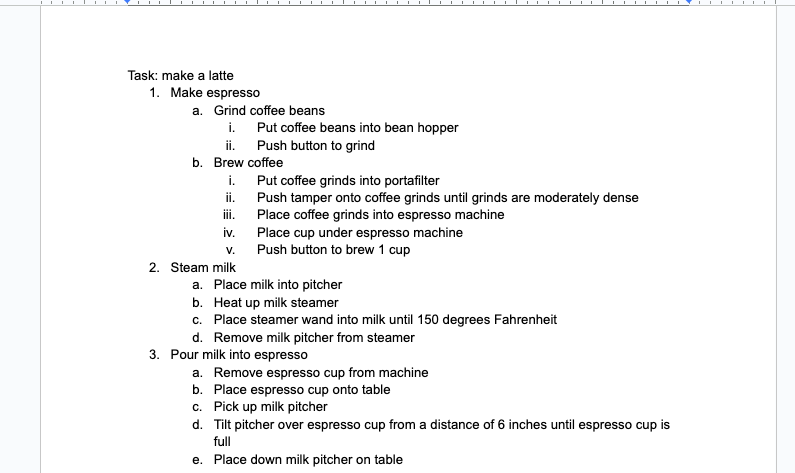 Task: make a latte
1. Make espresso
a. Grind coffee beans
i. Put coffee beans into bean hopper
ii. Push button to grind
b. Brew coffee
i. Put coffee grinds into portafilter
ii. Push tamper onto coffee grinds until grinds are moderately dense
iii. Place coffee grinds into espresso machine
iv. Place cup under espresso machine
v. Push button to brew 1 cup
2. Steam milk
a. Place milk into pitcher
b. Heat up milk steamer
c. Place steamer wand into milk until 150 degrees Fahrenheit
d. Remove milk pitcher from steamer
3. Pour milk into espresso
a. Remove espresso cup from machine
b. Place espresso cup onto table
c. Pick up milk pitcher
d. Tilt pitcher over espresso cup from a distance of 6 inches until espresso cup is
full
e. Place down milk pitcher on table